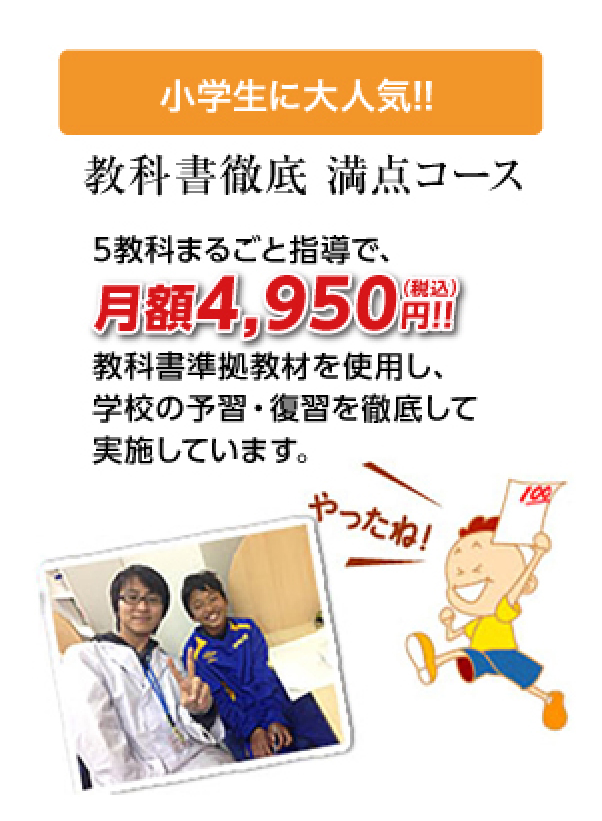 小学生に大人気!!
教科書徹底 満点コース
5教科まるごと指導で、
月額4,950円(税込)!!
教科書準拠教材を使用し、
学校の予習・復習を徹底して
実施しています。
やったね!
100